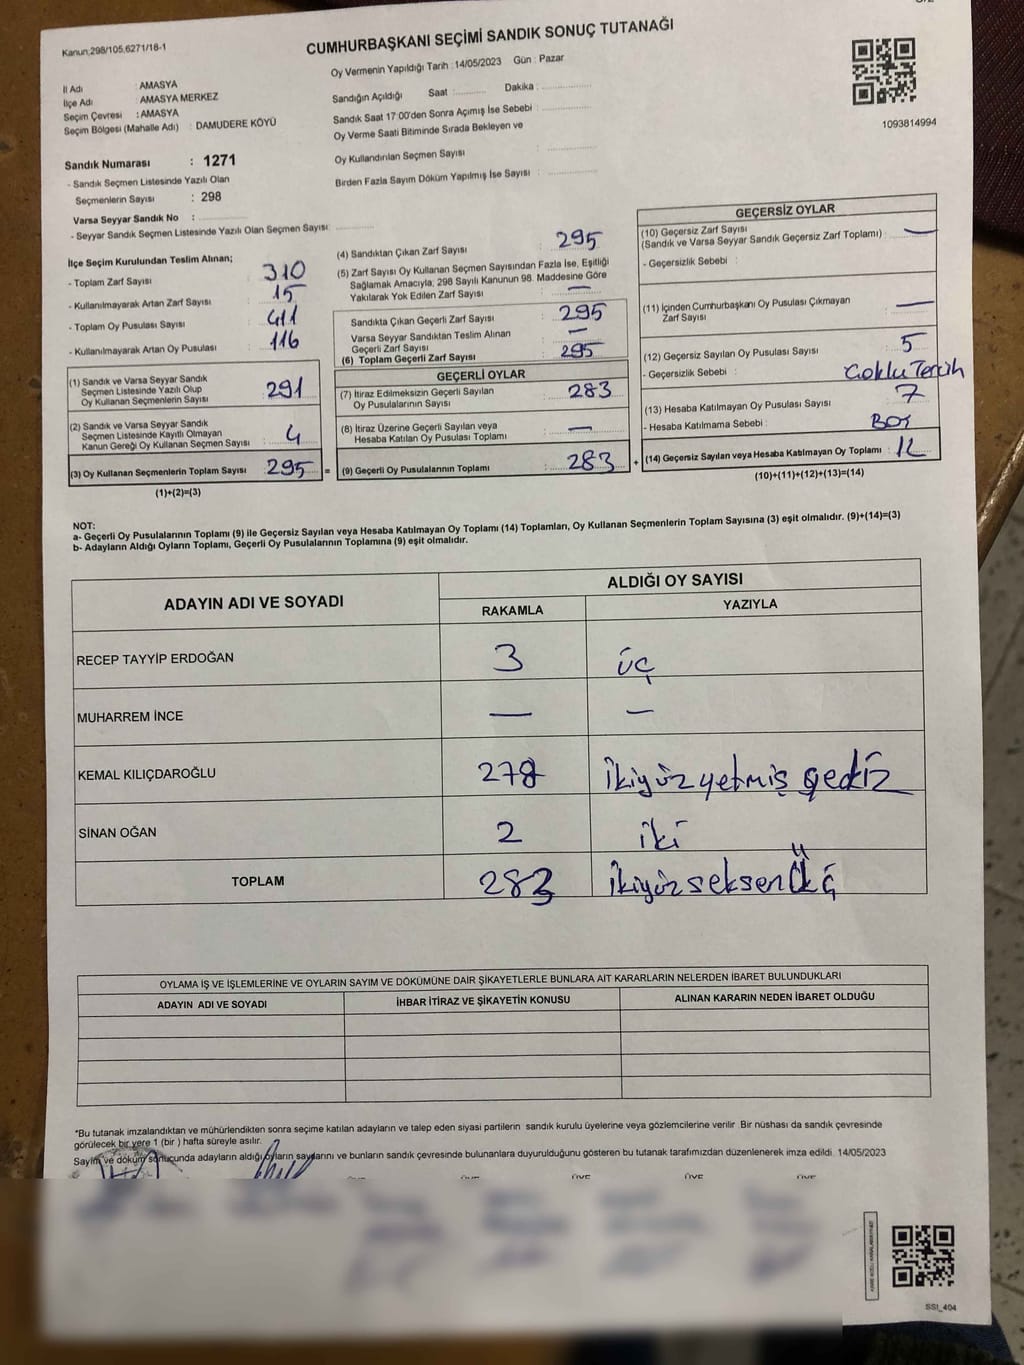 Kanun:298/105,6271/18-1
CUMHURBAŞKANI SEÇİMİ SANDIK SONUÇ TUTANAĞI
Oy Vermenin Yapıldığı Tarih : 14/05/2023 Gün : Pazar
İl Adı : AMASYA
İlçe Adı : AMASYA MERKEZ
Seçim Çevresi : AMASYA
Seçim Bölgesi (Mahalle Adı) : DAMUDERE KÖYÜ
Sandığın Açıldığı Saat : Dakika :
Sandık Saat 17:00'den Sonra Açılmış İse Sebebi :
Oy Verme Saati Bitiminde Sırada Bekleyen ve
Oy Kullandırılan Seçmen Sayısı :
Birden Fazla Sayım Döküm Yapılmış İse Sayısı :
1093814994
Sandık Numarası : 1271
- Sandık Seçmen Listesinde Yazılı Olan
Seçmenlerin Sayısı : 298
Varsa Seyyar Sandık No :
- Seyyar Sandık Seçmen Listesinde Yazılı Olan Seçmen Sayısı:
İlçe Seçim Kurulundan Teslim Alınan;
- Toplam Zarf Sayısı : 310
- Kullanılmayarak Artan Zarf Sayısı : 15
- Toplam Oy Pusulası Sayısı : 411
- Kullanılmayarak Artan Oy Pusulası : 116
(1) Sandık ve Varsa Seyyar Sandık
Seçmen Listesinde Yazılı Olup
Oy Kullanan Seçmenlerin Sayısı : 291
(2) Sandık ve Varsa Seyyar Sandık
Seçmen Listesinde Kayıtlı Olmayan
Kanun Gereği Oy Kullanan Seçmen Sayısı : 4
(3) Oy Kullanan Seçmenlerin Toplam Sayısı : 295 =
(1)+(2)=(3)
(4) Sandıktan Çıkan Zarf Sayısı : 295
(5) Zarf Sayısı Oy Kullanan Seçmen Sayısından Fazla İse, Eşitliği
Sağlamak Amacıyla, 298 Sayılı Kanunun 98. Maddesine Göre
Yakılarak Yok Edilen Zarf Sayısı : —
Sandıkta Çıkan Geçerli Zarf Sayısı : 295
Varsa Seyyar Sandıktan Teslim Alınan
Geçerli Zarf Sayısı : —
(6) Toplam Geçerli Zarf Sayısı : 295
GEÇERLİ OYLAR
(7) İtiraz Edilmeksizin Geçerli Sayılan
Oy Pusulalarının Sayısı : 283
(8) İtiraz Üzerine Geçerli Sayılan veya
Hesaba Katılan Oy Pusulası Toplamı : —
(9) Geçerli Oy Pusulalarının Toplamı : 283 +
GEÇERSİZ OYLAR
(10) Geçersiz Zarf Sayısı
(Sandık ve Varsa Seyyar Sandık Geçersiz Zarf Toplamı) : —
- Geçersizlik Sebebi :
(11) İçinden Cumhurbaşkanı Oy Pusulası Çıkmayan
Zarf Sayısı : —
(12) Geçersiz Sayılan Oy Pusulası Sayısı : 5
- Geçersizlik Sebebi : Çoklu Tercih
(13) Hesaba Katılmayan Oy Pusulası Sayısı : 7
- Hesaba Katılmama Sebebi : Boş
(14) Geçersiz Sayılan veya Hesaba Katılmayan Oy Toplamı : 12
(10)+(11)+(12)+(13)=(14)
NOT:
a- Geçerli Oy Pusulalarının Toplamı (9) ile Geçersiz Sayılan veya Hesaba Katılmayan Oy Toplamı (14) Toplamları, Oy Kullanan Seçmenlerin Toplam Sayısına (3) eşit olmalıdır. (9)+(14)=(3)
b- Adayların Aldığı Oyların Toplamı, Geçerli Oy Pusulalarının Toplamına (9) eşit olmalıdır.
ADAYIN ADI VE SOYADI
ALDIĞI OY SAYISI
RAKAMLA YAZIYLA
RECEP TAYYİP ERDOĞAN 3 üç
MUHARREM İNCE — —
KEMAL KILIÇDAROĞLU 278 ikiyüzyetmiş
SİNAN OĞAN 2 iki
TOPLAM 283 ikiyüzseksen
OYLAMA İŞ VE İŞLEMLERİNE VE OYLARIN SAYIM VE DÖKÜMÜNE DAİR ŞİKAYETLERLE BUNLARA AİT KARARLARIN NELERDEN İBARET BULUNDUKLARI
ADAYIN ADI VE SOYADI İHBAR İTİRAZ VE ŞİKAYETİN KONUSU ALINAN KARARIN NEDEN İBARET OLDUĞU
*Bu tutanak imzalandıktan ve mühürlendikten sonra seçime katılan adayların ve talep eden siyasi partilerin sandık kurulu üyelerine veya gözlemcilerine verilir Bir nüshası da sandık çevresinde
görülecek bir yere 1 (bir ) hafta süreyle asılır.
Sayım ve döküm sonucunda adayların aldığı oyların sayılarını ve bunların sandık çevresinde bulunanlara duyurulduğunu gösteren bu tutanak tarafımızdan düzenlenerek imza edildi. 14/05/2023
ÜYE ÜYE ÜYE ÜYE
SSI_404